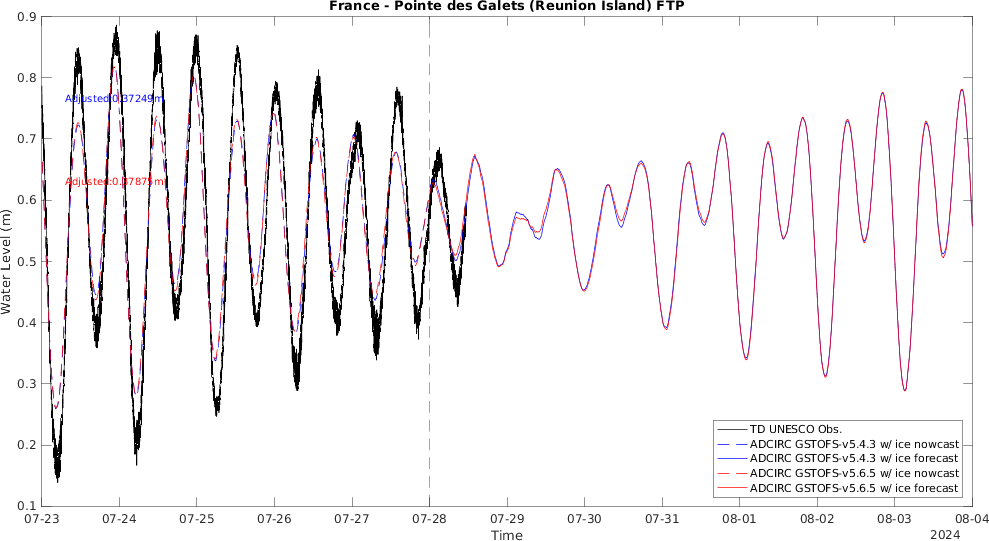 France - Pointe des Galets (Reunion Island) FTP
0.9
0.8
0.7
0.6
0.5
0.4
0.3
0.2
0.1
Water Level (m)
Adjusted:0.37249m
Adjusted:0.37875m
TD UNESCO Obs.
ADCIRC GSTOFS-v5.4.3 w/ ice nowcast
ADCIRC GSTOFS-v5.4.3 w/ ice forecast
ADCIRC GSTOFS-v5.6.5 w/ ice nowcast
ADCIRC GSTOFS-v5.6.5 w/ ice forecast
07-23 07-24 07-25 07-26 07-27 07-28 07-29 07-30 07-31 08-01 08-02 08-03 08-04
Time
2024